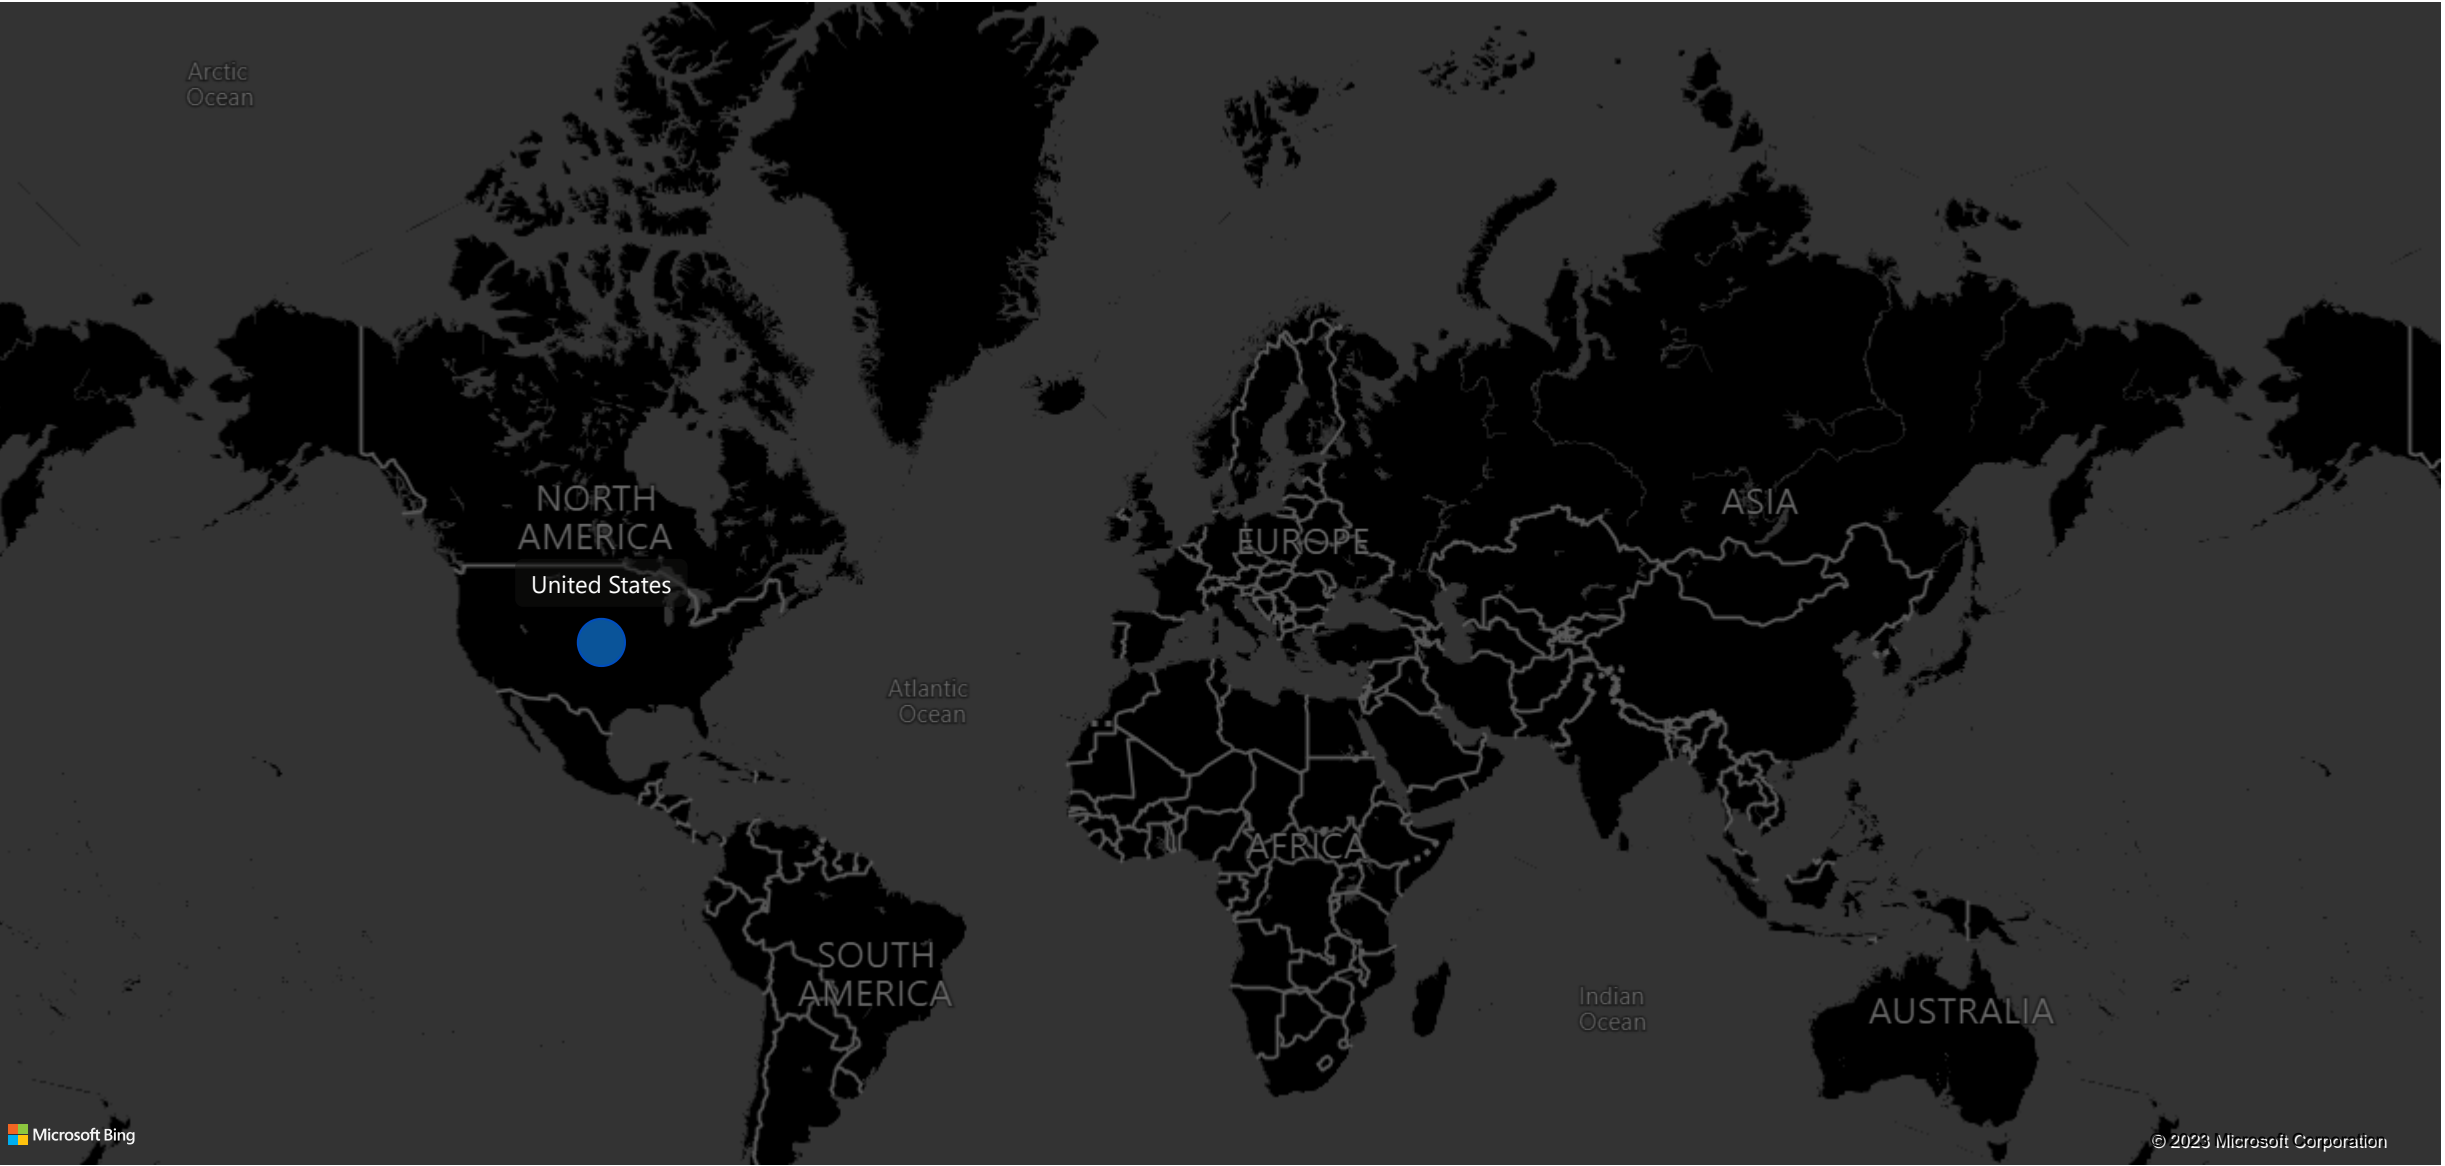 Arctic
Ocean
NORTH
AMERICA
United States
EUROPE
ASIA
Atlantic
Ocean
AFRICA
SOUTH
AMERICA
Indian
Ocean
AUSTRALIA
Microsoft Bing
© 2023 Microsoft Corporation